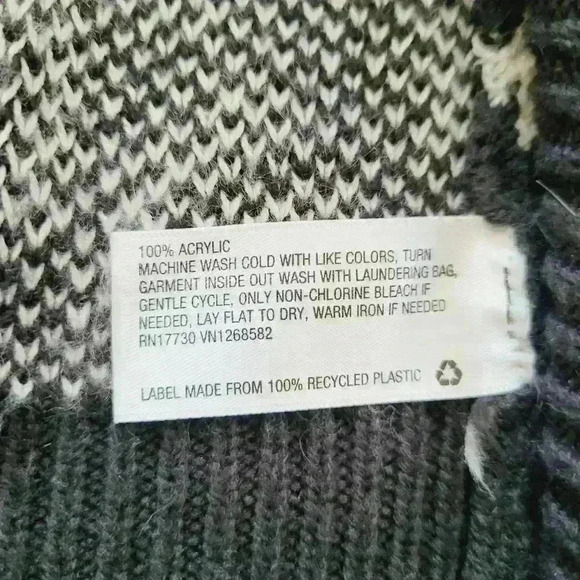 100% ACRYLIC
MACHINE WASH COLD WITH LIKE COLORS, TURN
GARMENT INSIDE OUT WASH WITH LAUNDERING BAG,
GENTLE CYCLE, ONLY NON-CHLORINE BLEACH IF
NEEDED, LAY FLAT TO DRY, WARM IRON IF NEEDED
RN17730 VN1268582
LABEL MADE FROM 100% RECYCLED PLASTIC